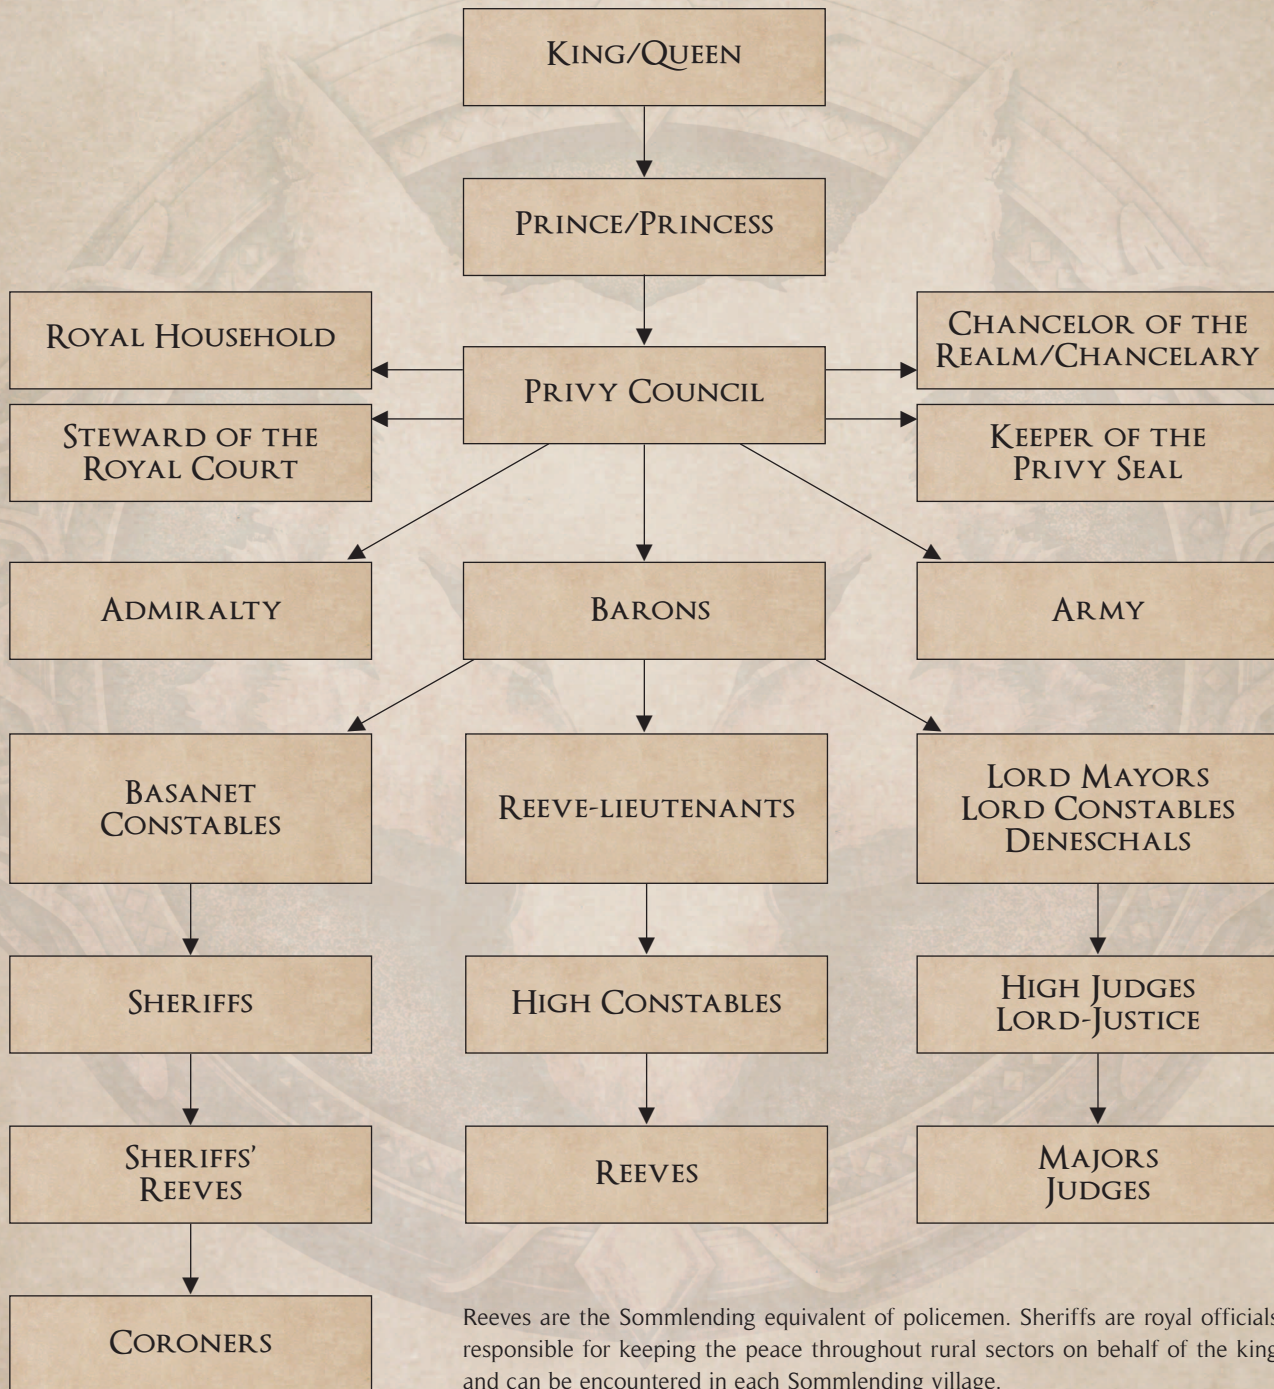 KING/QUEEN
PRINCE/PRINCESS
ROYAL HOUSEHOLD
CHANCELOR OF THE
REALM/CHANCELARY
PRIVY COUNCIL
STEWARD OF THE
ROYAL COURT
KEEPER OF THE
PRIVY SEAL
ADMIRALTY
BARONS
ARMY
BASANET
CONSTABLES
REEVE-LIEUTENANTS
LORD MAYORS
LORD CONSTABLES
DENESCHALS
SHERIFFS
HIGH CONSTABLES
HIGH JUDGES
LORD-JUSTICE
SHERIFFS'
REEVES
REEVES
MAJORS
JUDGES
CORONERS
Reeves are the Sommlending equivalent of policemen. Sheriffs are royal officials
responsible for keeping the peace throughout rural sectors on behalf of the king
and can be encountered in each Sommlending village.